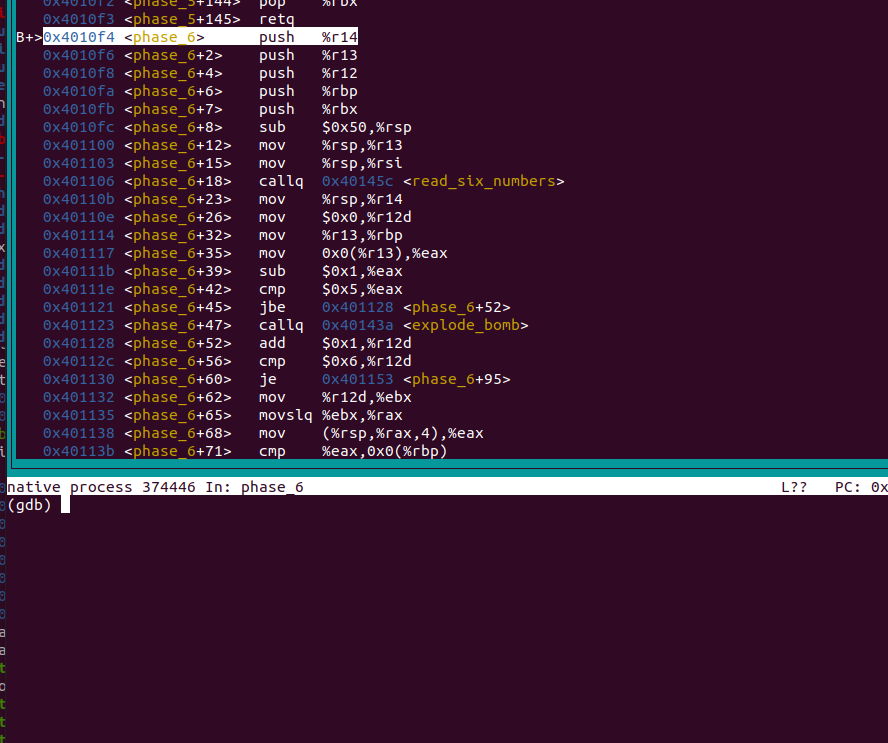 0x4010f2 <phase_5+144> pop %rbx
0x4010f3 <phase_5+145> retq
B+>0x4010f4 <phase_6> push %r14
0x4010f6 <phase_6+2> push %r13
0x4010f8 <phase_6+4> push %r12
0x4010fa <phase_6+6> push %rbp
0x4010fb <phase_6+7> push %rbx
0x4010fc <phase_6+8> sub $0x50,%rsp
0x401100 <phase_6+12> mov %rsp,%r13
0x401103 <phase_6+15> mov %rsp,%rsi
0x401106 <phase_6+18> callq 0x40145c <read_six_numbers>
0x40110b <phase_6+23> mov %rsp,%r14
0x40110e <phase_6+26> mov $0x0,%r12d
0x401114 <phase_6+32> mov %r13,%rbp
0x401117 <phase_6+35> mov 0x0(%r13),%eax
0x40111b <phase_6+39> sub $0x1,%eax
0x40111e <phase_6+42> cmp $0x5,%eax
0x401121 <phase_6+45> jbe 0x401128 <phase_6+52>
0x401123 <phase_6+47> callq 0x40143a <explode_bomb>
0x401128 <phase_6+52> add $0x1,%r12d
0x40112c <phase_6+56> cmp $0x6,%r12d
0x401130 <phase_6+60> je 0x401153 <phase_6+95>
0x401132 <phase_6+62> mov %r12d,%ebx
0x401135 <phase_6+65> movslq %ebx,%rax
0x401138 <phase_6+68> mov (%rsp,%rax,4),%eax
0x40113b <phase_6+71> cmp %eax,0x0(%rbp)
native process 374446 In: phase_6 L?? PC: 0x
(gdb)